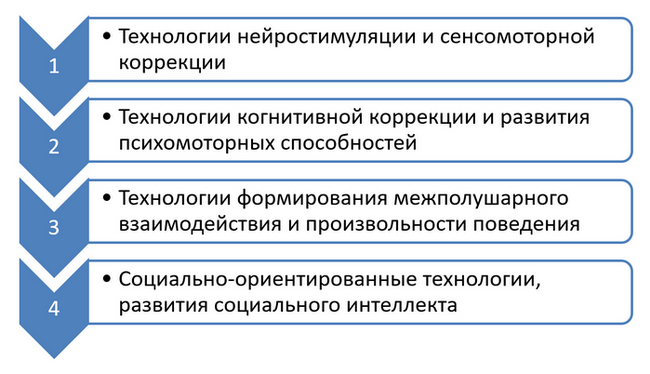 1
• Технологии нейростимуляции и сенсомоторной
коррекции
2
• Технологии когнитивной коррекции и развития
психомоторных способностей
3
• Технологии формирования межполушарного
взаимодействия и произвольности поведения
4
• Социально-ориентированные технологии,
развития социального интеллекта